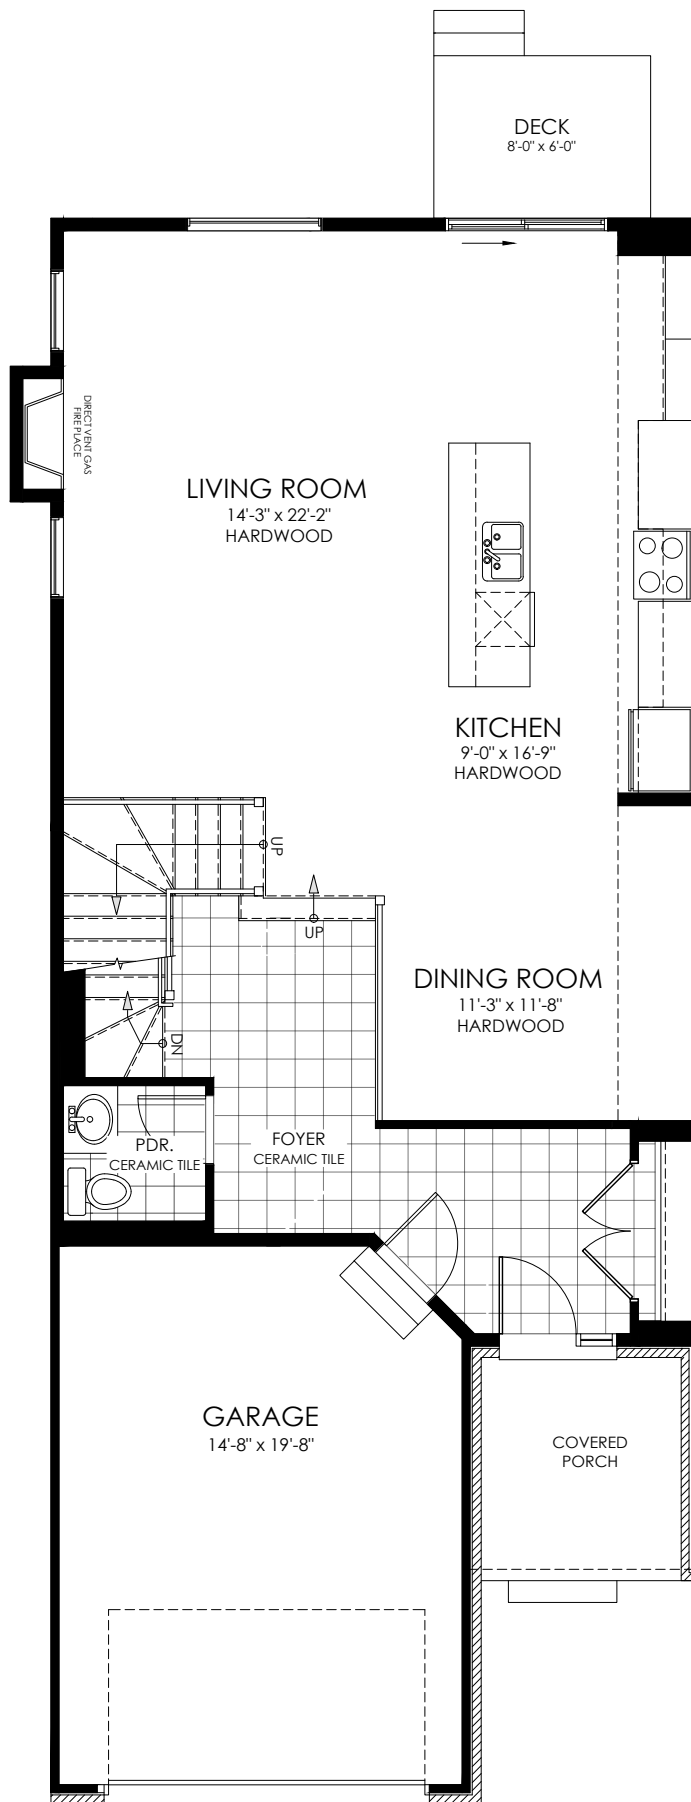 DECK
8'-0" x 6'-0"
DIRECT VENT GAS
FIRE PLACE
LIVING ROOM
14'-3" x 22'-2"
HARDWOOD
KITCHEN
9'-0" x 16'-9"
HARDWOOD
UP
UP
DINING ROOM
11'-3" x 11'-8"
HARDWOOD
DN
PDR.
CERAMIC TILE
FOYER
CERAMIC TILE
GARAGE
14'-8" x 19'-8"
COVERED
PORCH